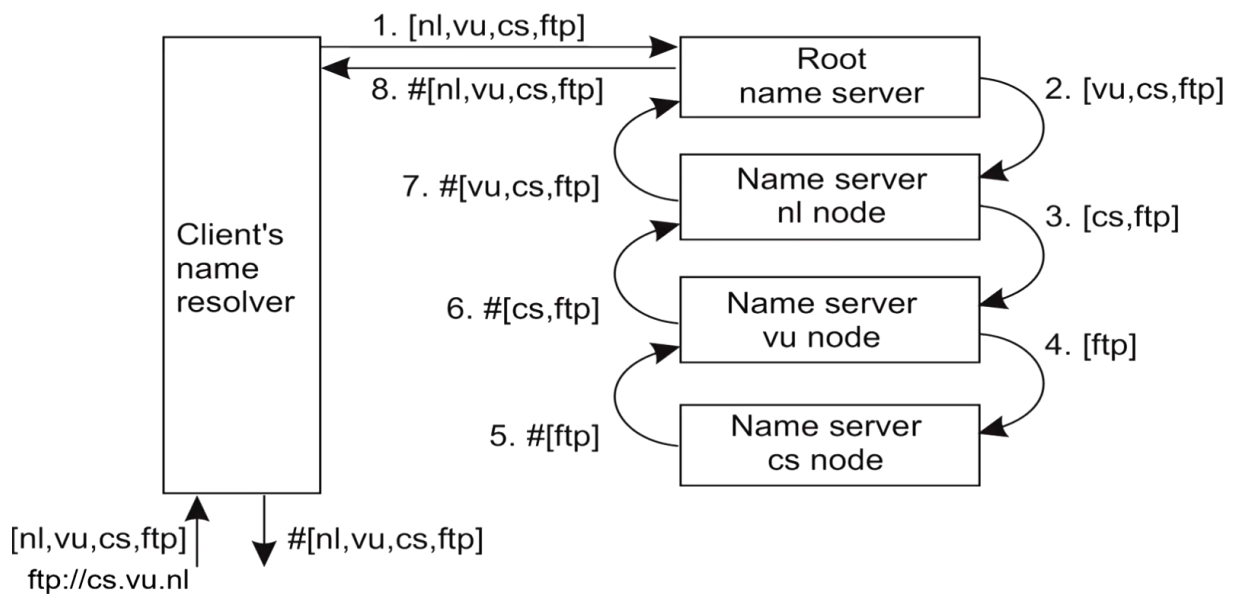 1. [nl,vu,cs,ftp]
8. #[nl,vu,cs,ftp]
Root
name server
2. [vu,cs,ftp]
7. #[vu,cs,ftp]
Name server
nl node
3. [cs,ftp]
Client's
name
resolver
6. #[cs,ftp]
Name server
vu node
4. [ftp]
5. #[ftp]
Name server
cs node
[nl,vu,cs,ftp]
#[nl,vu,cs,ftp]
ftp://cs.vu.nl